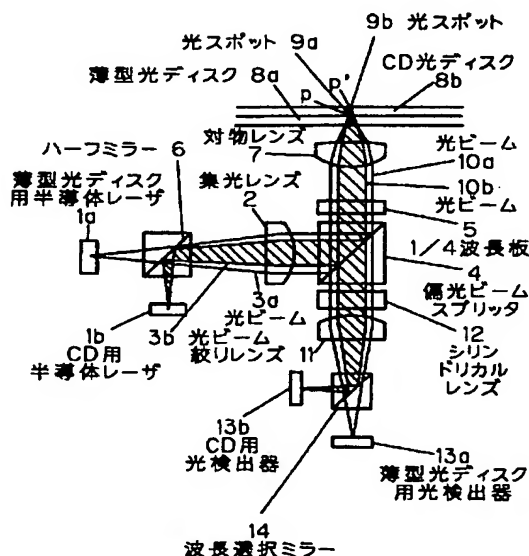 9b 光スポット
光スポット 9a
薄型光ディスク
8a
CD光ディスク
8b
p p'
対物レンズ
7
光ビーム
10a
10b
光ビーム
ハーフミラー
6
薄型光ディスク
用半導体レーザ
1a
集光レンズ
2
5
1/4波長板
4
偏光ビーム
スプリッタ
1b
CD用
半導体レーザ
3b
3a
光ビーム
光ビーム
絞りレンズ
11
12
シリン
ドリカル
レンズ
13b
CD用
光検出器
13a
薄型光ディスク
用光検出器
14
波長選択ミラー